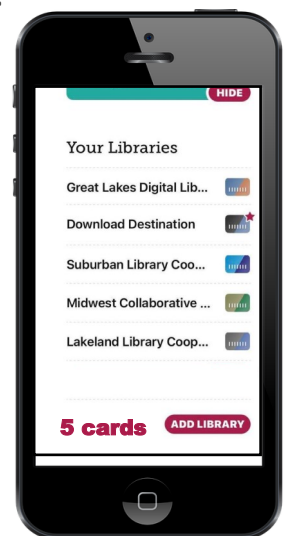 HIDE
Your Libraries
Great Lakes Digital Lib...
Download Destination
Suburban Library Coo...
Midwest Collaborative ...
Lakeland Library Coop...
5 cards ADD LIBRARY